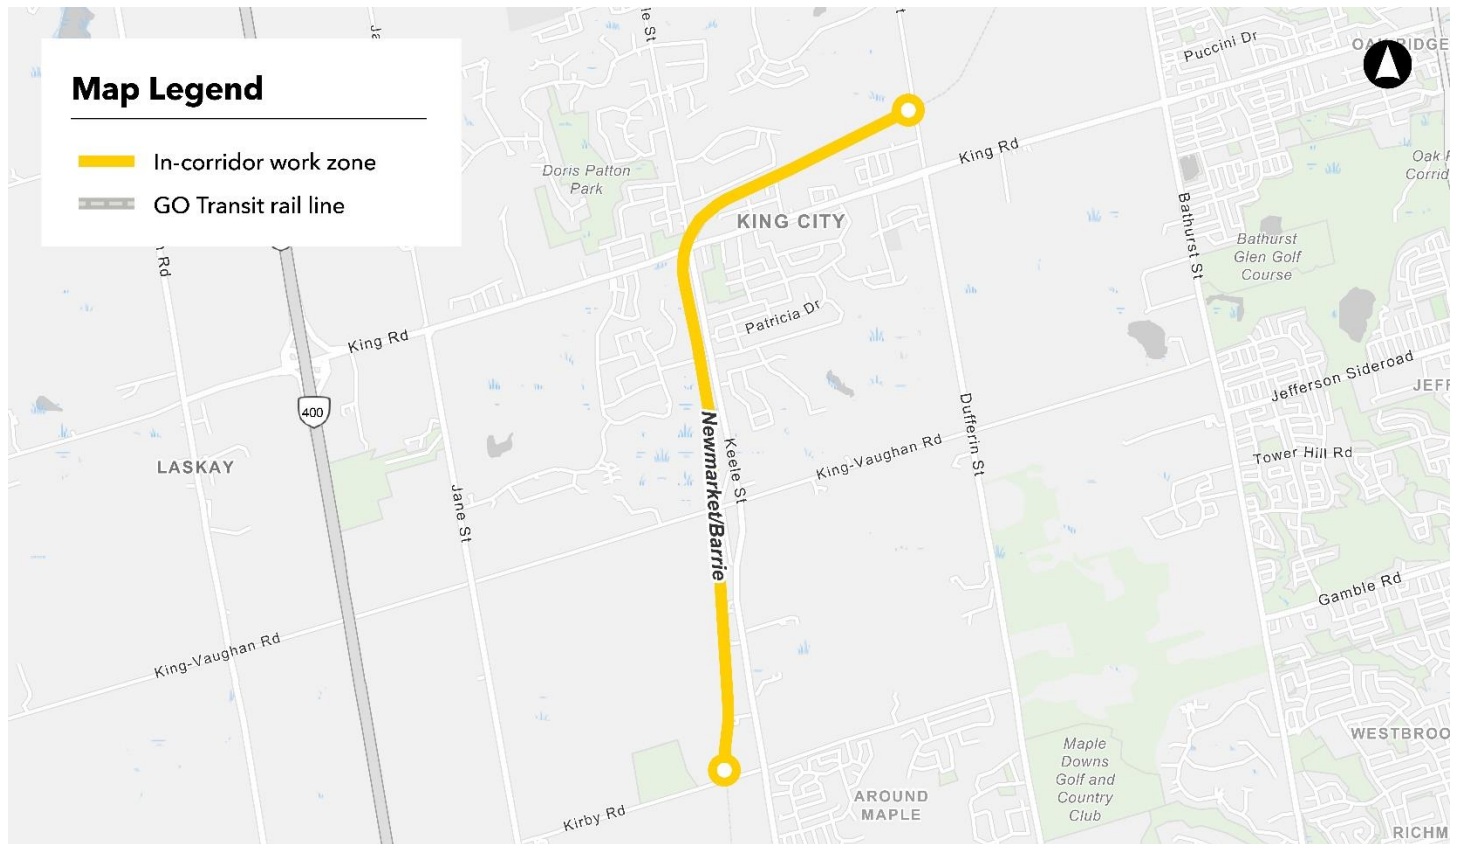 Map Legend
In-corridor work zone
GO Transit rail line
Puccini Dr
King Rd
Doris Patton
Park
KING CITY
Bathurst St
Bathurst
Glen Golf
Course
Patricia Dr
King Rd
400
Jefferson Sideroad
LASKAY
Newmarket/Barrie
Keele St
King-Vaughan Rd
Dufferin St
Tower Hill Rd
Jane St
Gamble Rd
King-Vaughan Rd
Maple
Downs
Golf and
Country
Club
AROUND
MAPLE
Kirby Rd